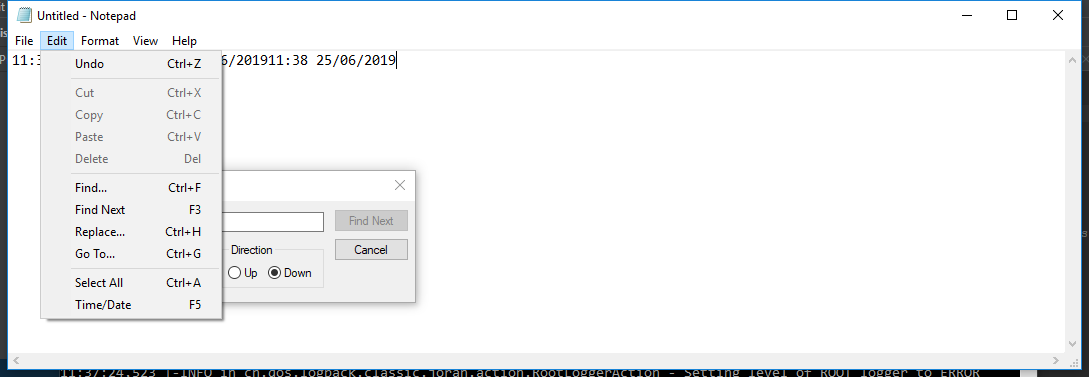 Untitled - Notepad
File Edit Format View Help
11:3 6/201911:38 25/06/2019
Undo Ctrl+Z
Cut Ctrl+X
Copy Ctrl+C
Paste Ctrl+V
Delete Del
Find... Ctrl+F
Find Next F3
Replace... Ctrl+H
Go To... Ctrl+G
Select All Ctrl+A
Time/Date F5
Find Next
Direction Cancel
Up Down
11:37:24,523 |-INFO in ch.qos.logback.classic.joran.action.RootLoggerAction - Setting level of ROOT logger to ERROR